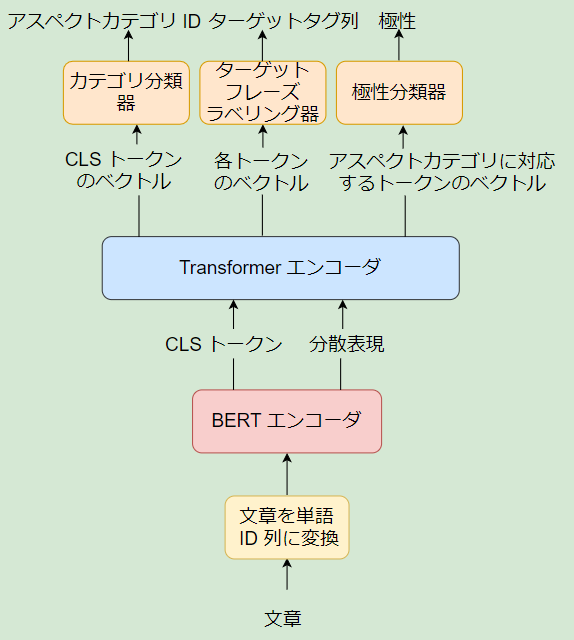 アスペクトカテゴリ ID ターゲットタグ列 極性
カテゴリ分類
器
ターゲット
フレーズ
ラベリング器
極性分類器
CLS トークン
のベクトル
各トークン
のベクトル
アスペクトカテゴリに対応
するトークンのベクトル
Transformer エンコーダ
CLS トークン
分散表現
BERT エンコーダ
文章を単語
ID 列に変換
文章